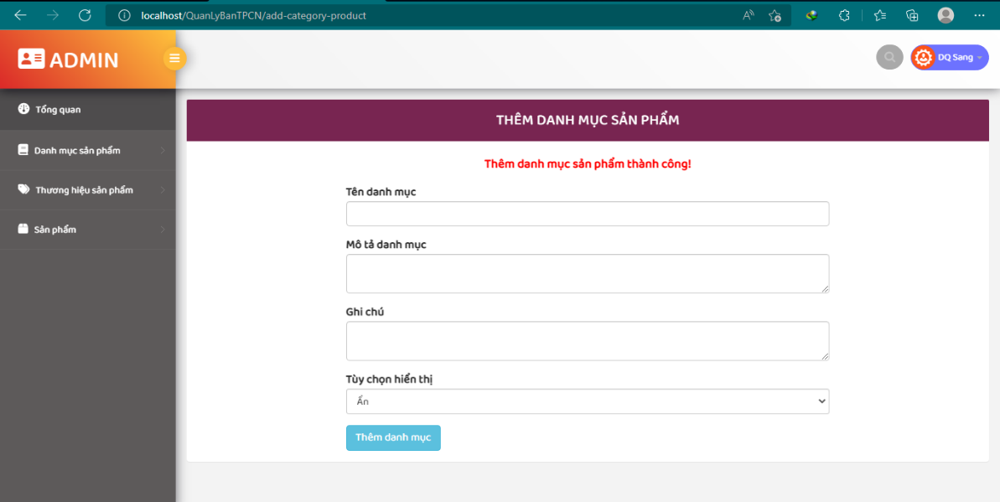 localhost/QuanLyBanTPCN/add-category-product
ADMIN
DQ Sang
Tổng quan
Danh mục sản phẩm
Thương hiệu sản phẩm
Sản phẩm
THÊM DANH MỤC SẢN PHẨM
Thêm danh mục sản phẩm thành công!
Tên danh mục
Mô tả danh mục
Ghi chú
Tùy chọn hiển thị
Ẩn
Thêm danh mục